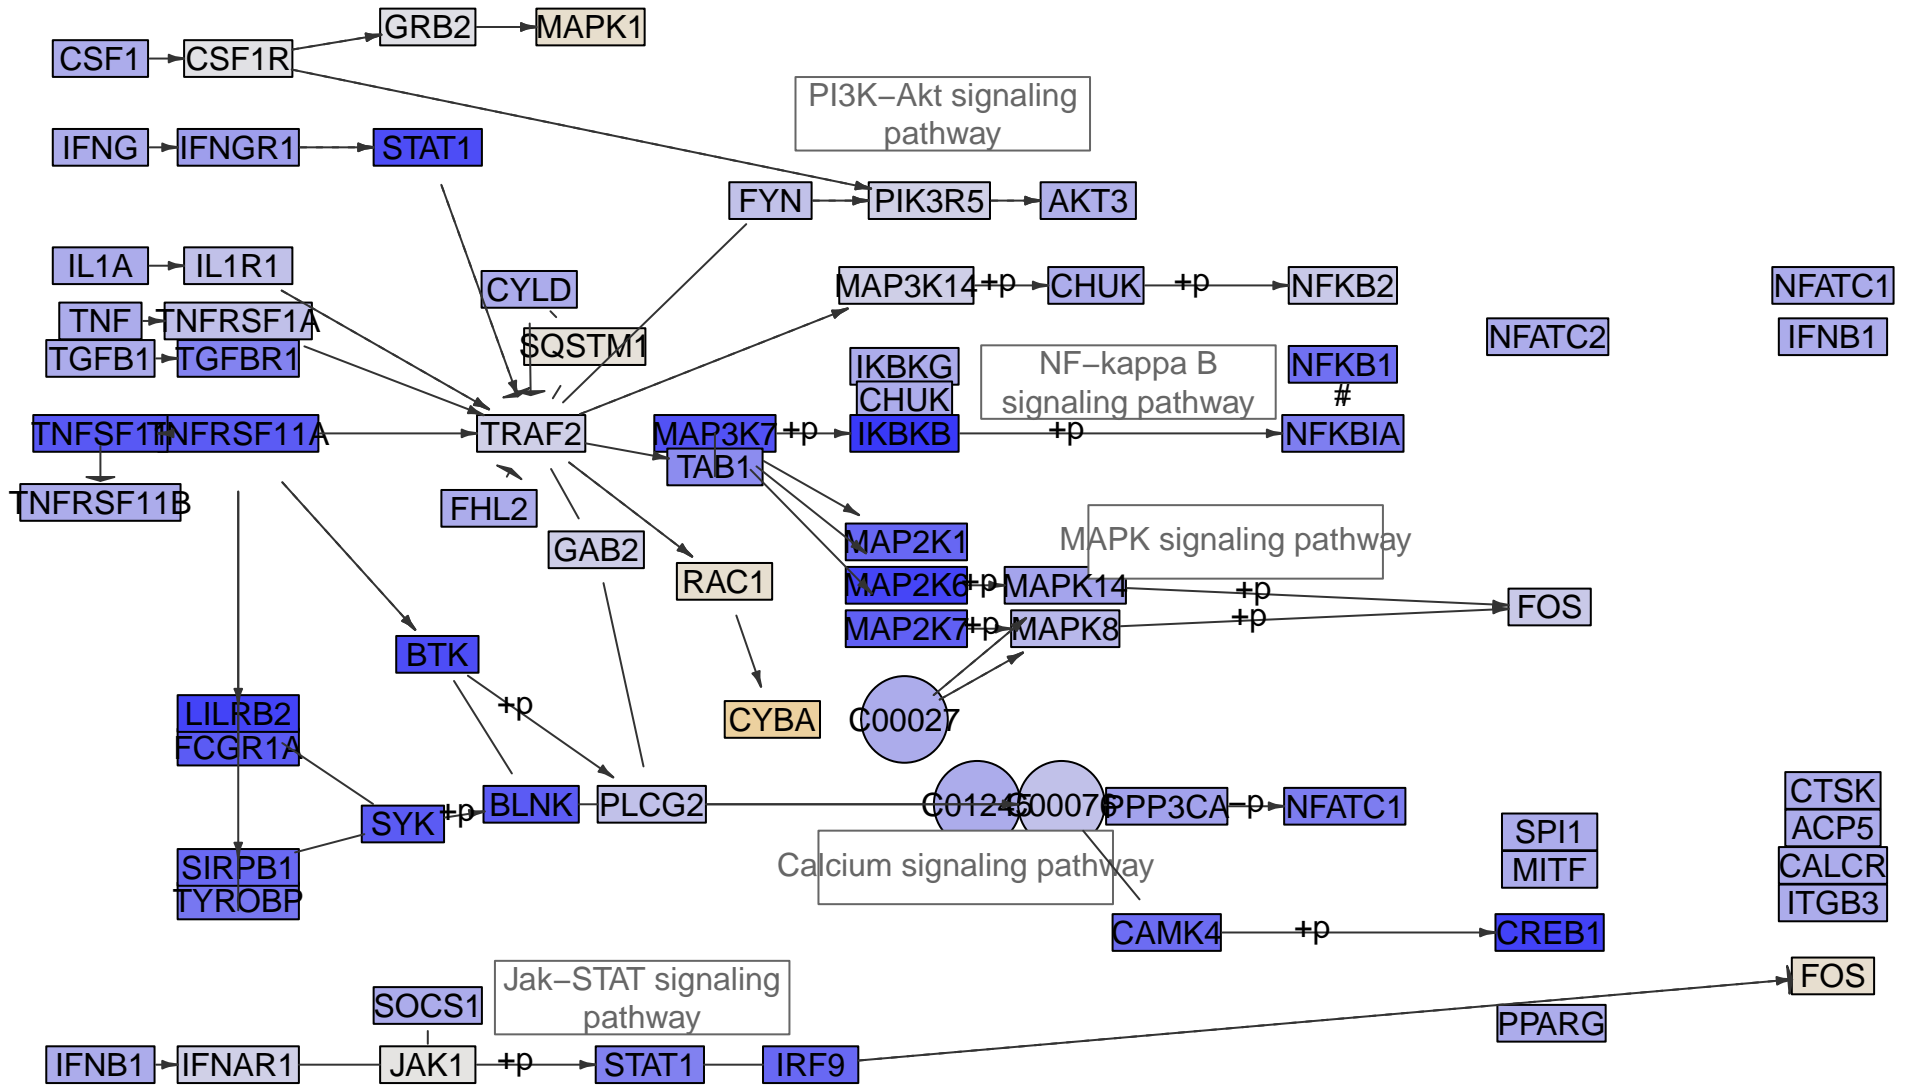 GRB2
MAPK1
CSF1
CSF1R
PI3K−Akt signaling
pathway
IFNG
IFNGR1
STAT1
FYN
PIK3R5
AKT3
IL1A
IL1R1
CYLD
MAP3K14
+p
CHUK
+p
NFKB2
NFATC1
TNF
TNFRSF1A
SQSTM1
NFATC2
IFNB1
TGFB1
TGFBR1
IKBKG
NF−kappa B
signaling pathway
NFKB1
#
CHUK
TNFSF11
TNFRSF11A
TRAF2
MAP3K7
+p
IKBKB
+p
NFKBIA
TAB1
TNFRSF11B
FHL2
GAB2
MAP2K1
MAPK signaling pathway
RAC1
MAP2K6
+p
MAPK14
+p
FOS
MAP2K7
+p
MAPK8
+p
BTK
LILRB2
+p
CYBA
C00027
FCGR1A
SYK
+p
BLNK
PLCG2
C01245
C00076
PPP3CA
−p
NFATC1
CTSK
SPI1
ACP5
SIRPB1
Calcium signaling pathway
MITF
CALCR
TYROBP
ITGB3
CAMK4
+p
CREB1
Jak−STAT signaling
pathway
FOS
SOCS1
PPARG
IFNB1
IFNAR1
JAK1
+p
STAT1
IRF9